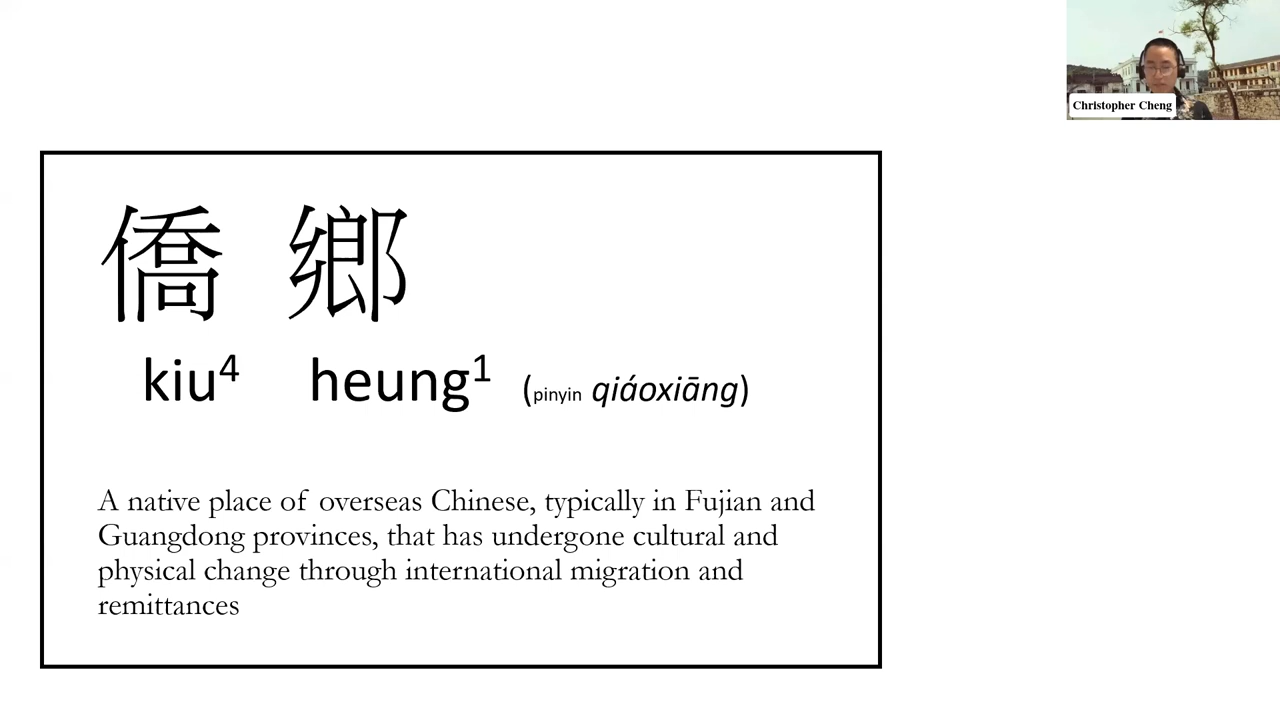 Christopher Cheng
僑 鄉
kiu⁴ heung¹ (pinyin qiáoxiāng)
A native place of overseas Chinese, typically in Fujian and
Guangdong provinces, that has undergone cultural and
physical change through international migration and
remittances